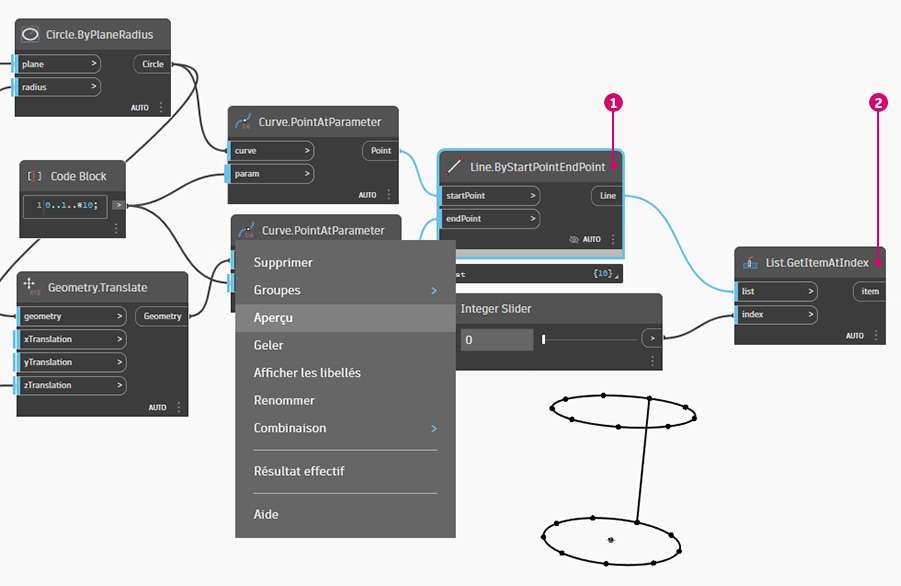 Circle.ByPlaneRadius
plane >
Circle
radius >
AUTO
1
2
Curve.PointAtParameter
curve >
Point
param >
AUTO
Code Block
1 0..1..#10; >
Line.ByStartPointEndPoint
startPoint >
Line
endPoint >
AUTO
st {10}
Curve.PointAtParameter
Geometry.Translate
geometry >
Geometry
xTranslation >
yTranslation >
zTranslation >
AUTO
Supprimer
Groupes >
Aperçu
Geler
Afficher les libellés
Renommer
Combinaison >
Résultat effectif
Aide
Integer Slider
0 >
List.GetItemAtIndex
list >
item
index >
AUTO